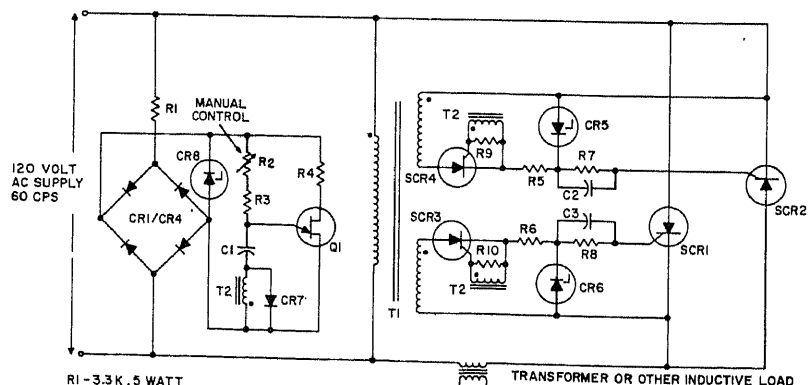 120 VOLT
AC SUPPLY
60 CPS
R1
MANUAL
CONTROL
CR8
R2
R3
R4
CR1/CR4
C1
Q1
T2
CR7
T1
T2
R9
SCR4
R5
CR5
R7
C2
SCR2
SCR3
R10
T2
R6
C3
R8
CR6
SCR1
R1-3.3K, 5 WATT
TRANSFORMER OR OTHER INDUCTIVE LOAD